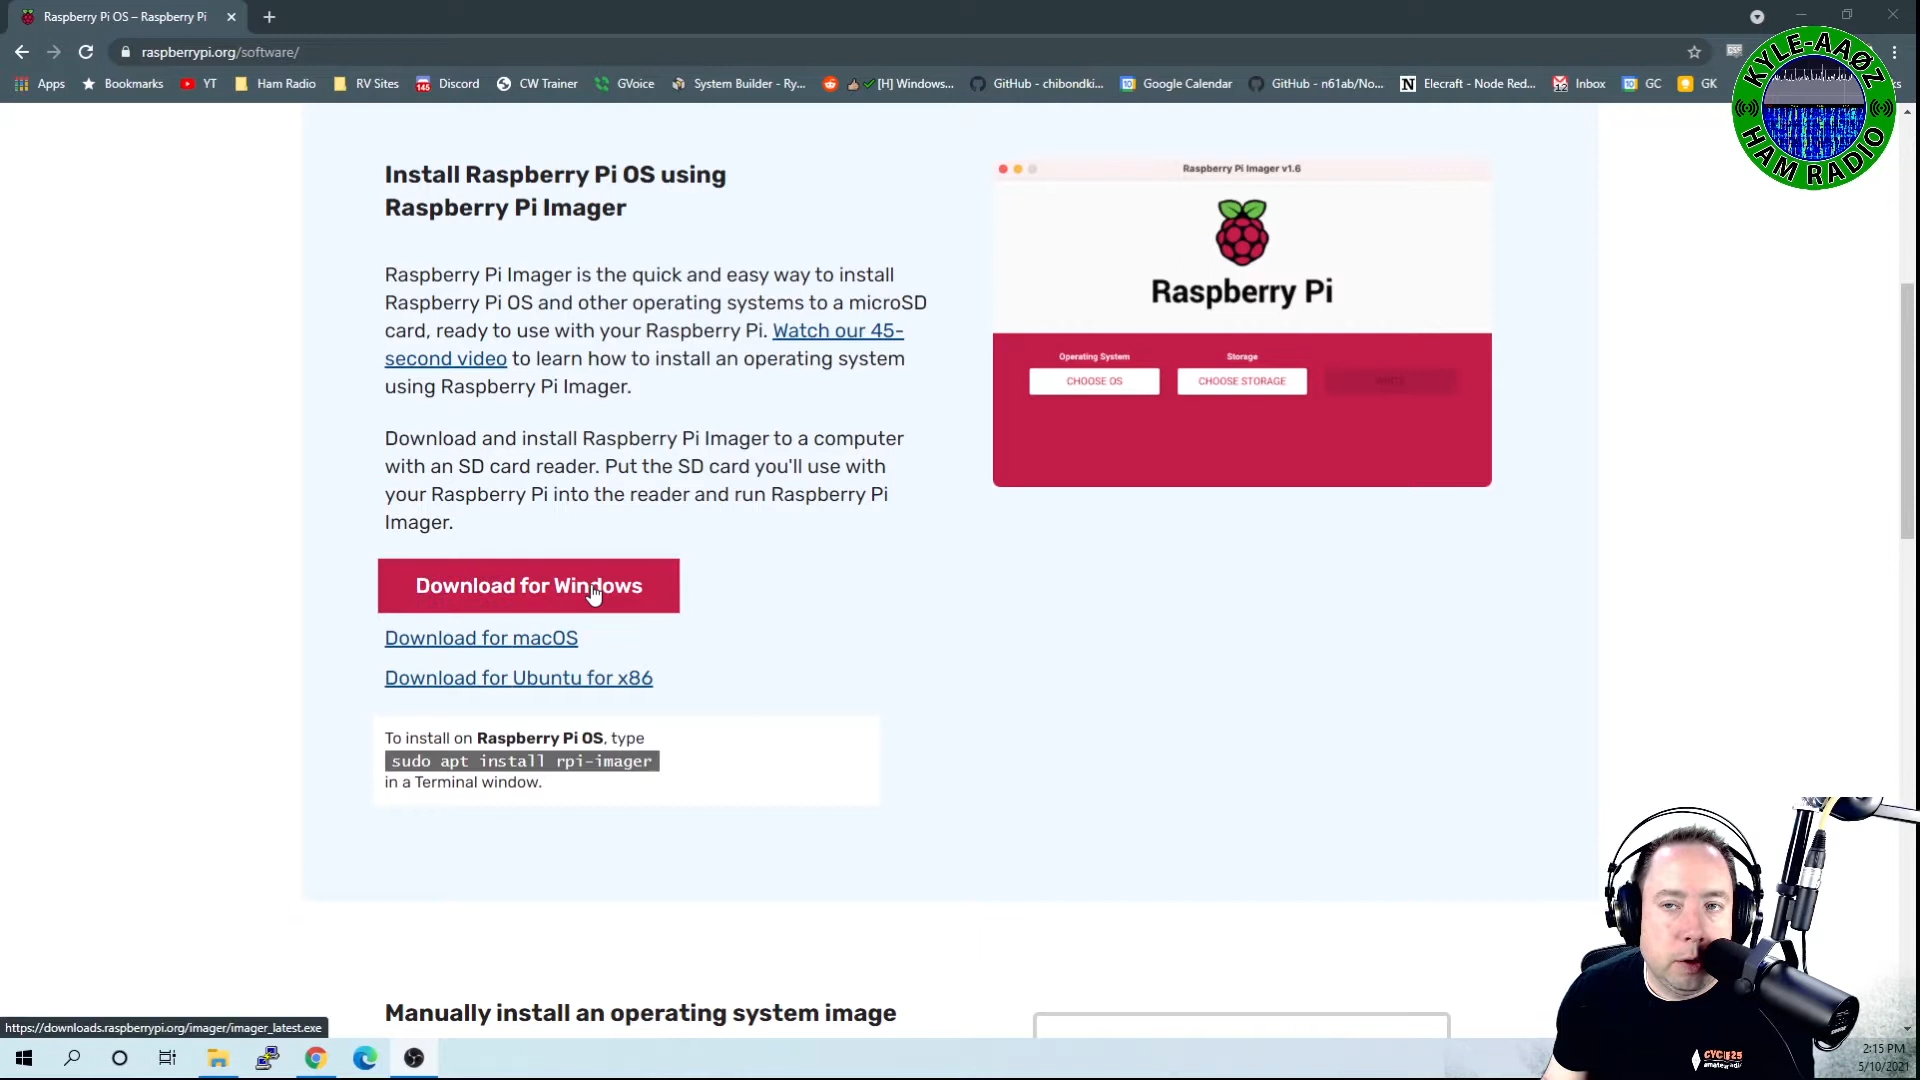 Raspberry Pi OS – Raspberry Pi
raspberrypi.org/software/
Apps
Bookmarks
YT
Ham Radio
RV Sites
145
Discord
CW Trainer
GVoice
System Builder - Ry...
[H] Windows...
GitHub - chibondki...
Google Calendar
GitHub - n61ab/No...
Elecraft - Node Red...
12
Inbox
GC
GK
KYLE-AAØZ
HAM RADIO
Install Raspberry Pi OS using
Raspberry Pi Imager
Raspberry Pi Imager is the quick and easy way to install
Raspberry Pi OS and other operating systems to a microSD
card, ready to use with your Raspberry Pi. Watch our 45-
second video to learn how to install an operating system
using Raspberry Pi Imager.
Download and install Raspberry Pi Imager to a computer
with an SD card reader. Put the SD card you'll use with
your Raspberry Pi into the reader and run Raspberry Pi
Imager.
Raspberry Pi Imager v1.6
Raspberry Pi
Operating System
Storage
CHOOSE OS
CHOOSE STORAGE
WRITE
Download for Windows
Download for macOS
Download for Ubuntu for x86
To install on Raspberry Pi OS, type
sudo apt install rpi-imager
in a Terminal window.
Manually install an operating system image
https://downloads.raspberrypi.org/imager/imager_latest.exe
2:15 PM
5/10/2021